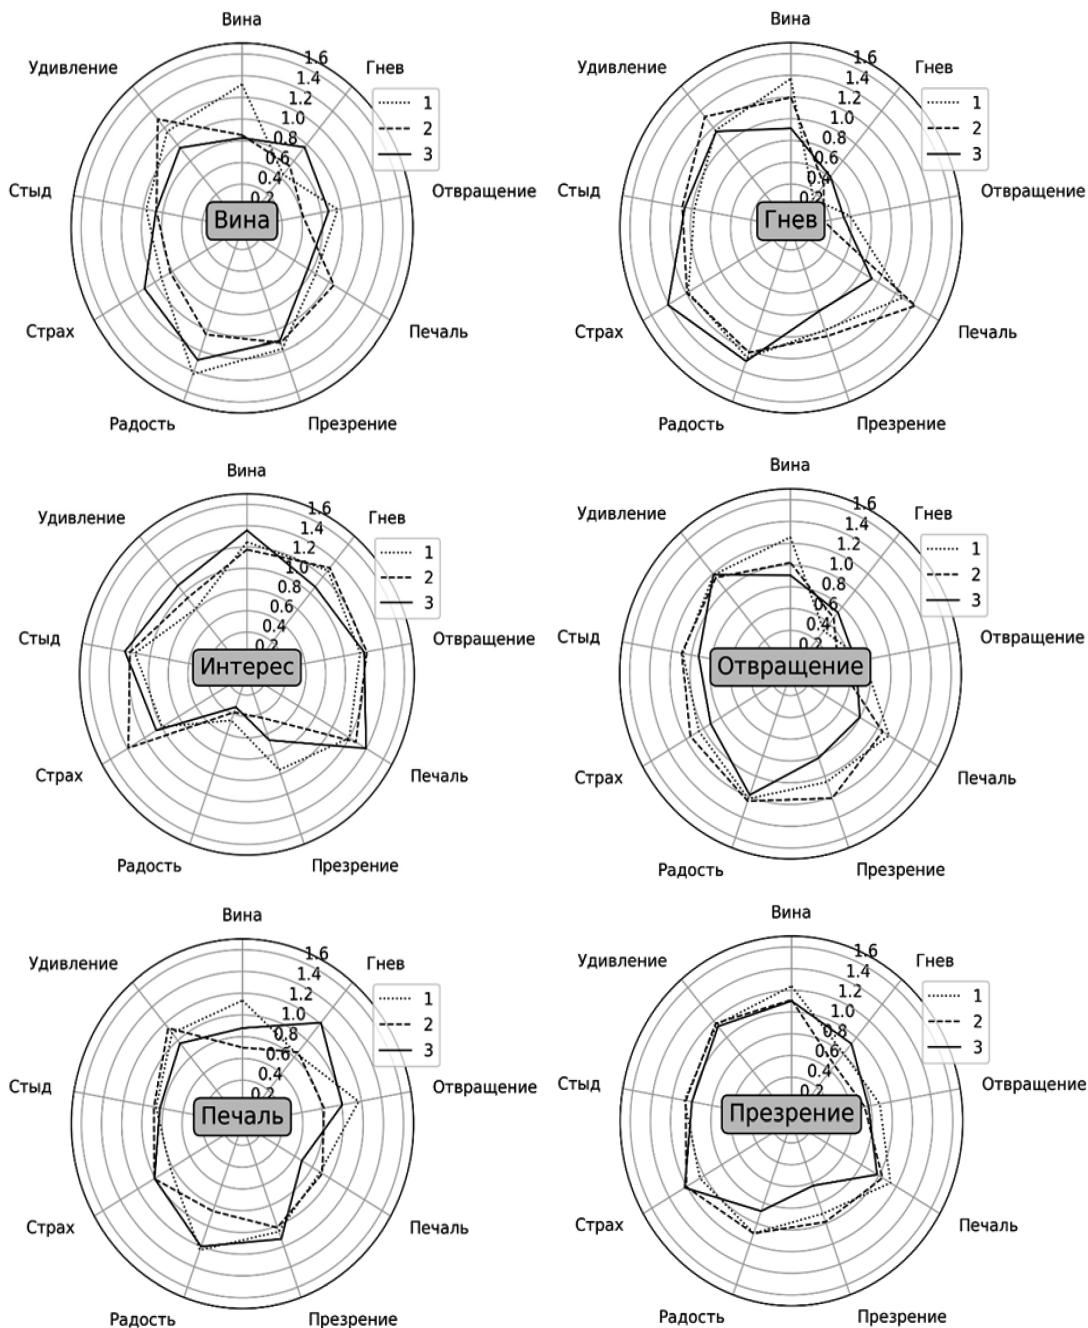 Вина
Удивление
Гнев
1.6
1.4
1.2
1.0
0.8
0.6
0.4
0.2
1
2
3
Стыд
Отвращение
Вина
Страх
Печаль
Радость
Презрение
Вина
Удивление
Гнев
1.6
1.4
1.2
1.0
0.8
0.6
0.4
0.2
1
2
3
Стыд
Отвращение
Гнев
Страх
Печаль
Радость
Презрение
Вина
Удивление
Гнев
1.6
1.4
1.2
1.0
0.8
0.6
0.4
0.2
1
2
3
Стыд
Отвращение
Интерес
Страх
Печаль
Радость
Презрение
Вина
Удивление
Гнев
1.6
1.4
1.2
1.0
0.8
0.6
0.4
0.2
1
2
3
Стыд
Отвращение
Отвращение
Страх
Печаль
Радость
Презрение
Вина
Удивление
Гнев
1.6
1.4
1.2
1.0
0.8
0.6
0.4
0.2
1
2
3
Стыд
Отвращение
Печаль
Страх
Печаль
Радость
Презрение
Вина
Удивление
Гнев
1.6
1.4
1.2
1.0
0.8
0.6
0.4
0.2
1
2
3
Стыд
Отвращение
Презрение
Страх
Печаль
Радость
Презрение